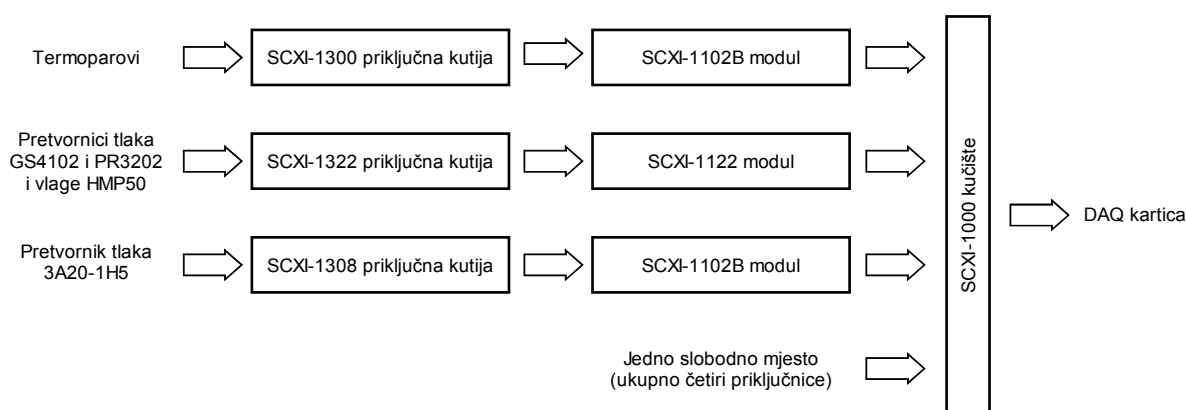 Termoparovi
SCXI-1300 priključna kutija
SCXI-1102B modul
Pretvornici tlaka
GS4102 i PR3202
i vlage HMP50
SCXI-1322 priključna kutija
SCXI-1122 modul
Pretvornik tlaka
3A20-1H5
SCXI-1308 priključna kutija
SCXI-1102B modul
Jedno slobodno mjesto
(ukupno četiri priključnice)
SCXI-1000 kučište
DAQ kartica